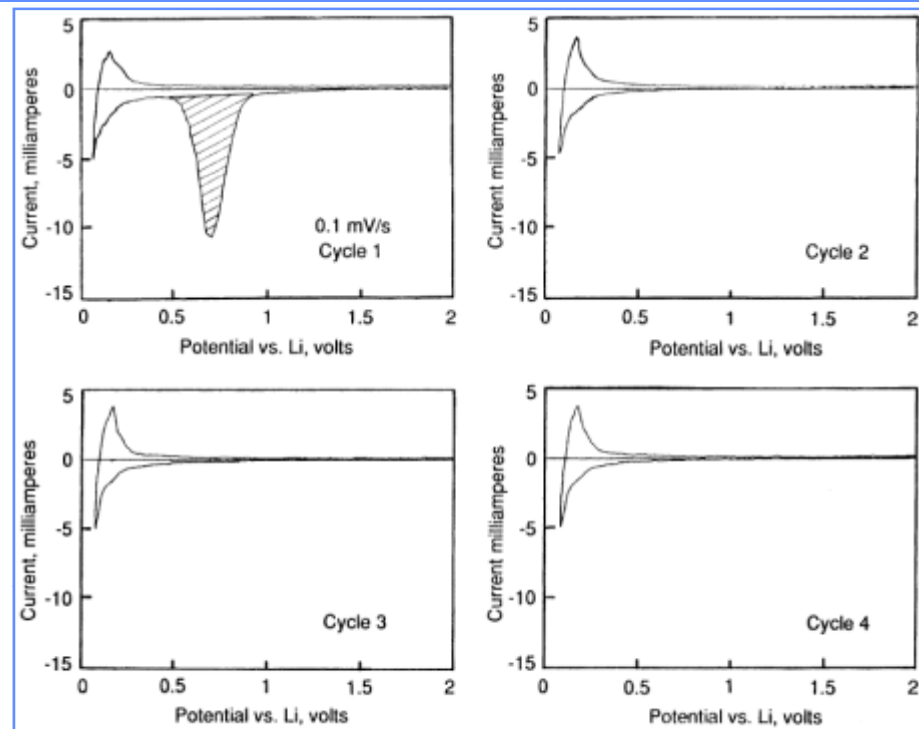 5
0
-5
-10
-15
Current, milliamperes
0.1 mV/s
Cycle 1
0 0.5 1 1.5 2
Potential vs. Li, volts
5
0
-5
-10
-15
Current milliamperes
Cycle 2
0 0.5 1 1.5 2
Potential vs. Li, volts
5
0
-5
-10
-15
Current, milliamperes
Cycle 3
0 0.5 1 1.5 2
Potential vs. Li, volts
5
0
-5
-10
-15
Current milliamperes
Cycle 4
0 0.5 1 1.5 2
Potential vs. Li, volts